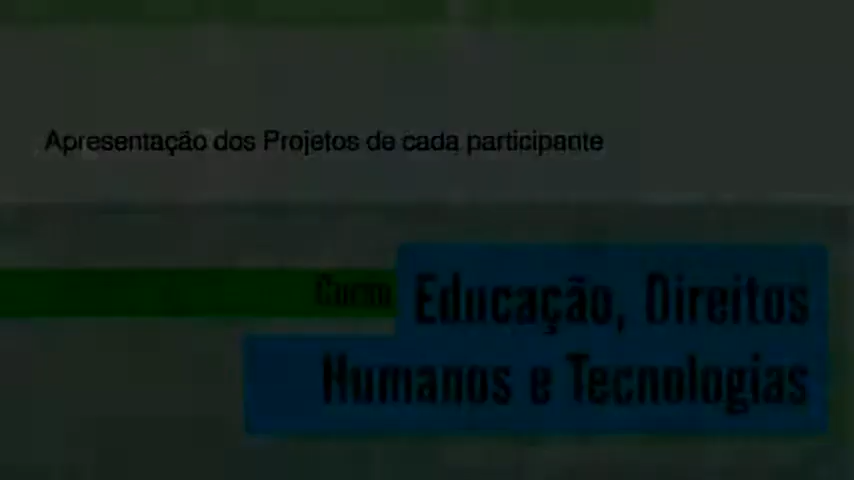 Apresentação dos Projetos de cada participante
Curso Educação, Direitos
Humanos e Tecnologias